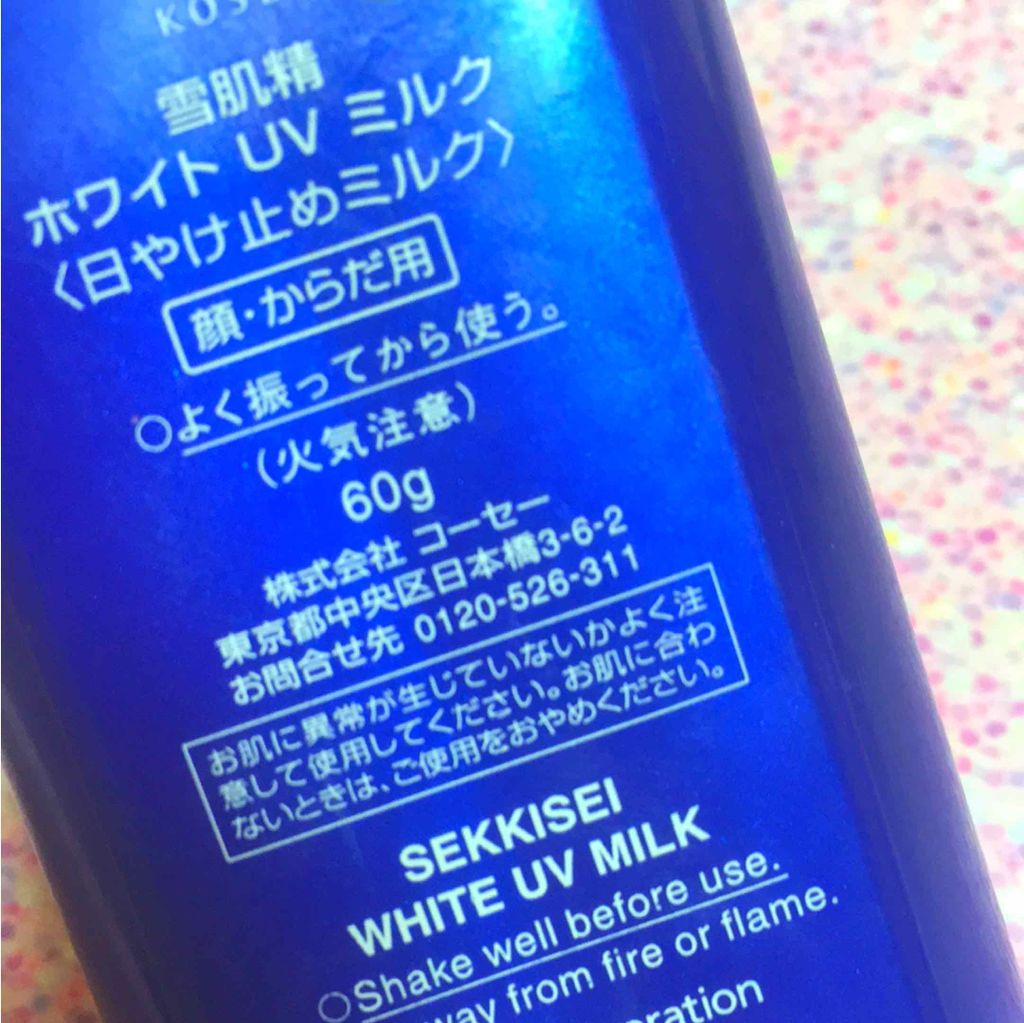 雪肌精
ホワイト UV ミルク
〈日やけ止めミルク〉
顔・からだ用
○よく振ってから使う。
(火気注意)
60g
株式会社 コーセー
東京都中央区日本橋3-6-2
お問合せ先 0120-526-311
お肌に異常が生じていないかよく注
意して使用してください。お肌に合わ
ないときは、ご使用をおやめください。
SEKKISEI
WHITE UV MILK
○Shake well before use.
from fire or flame.